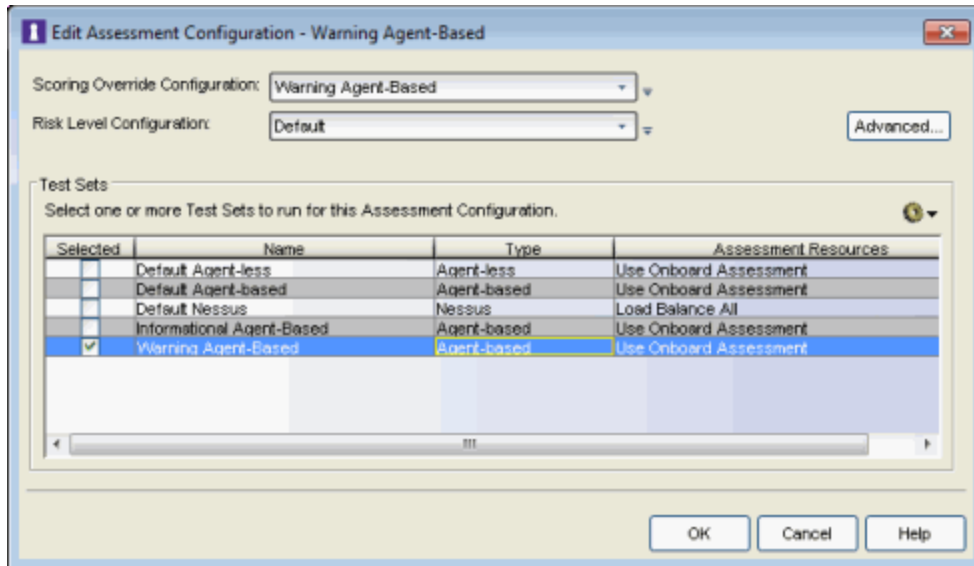 Edit Assessment Configuration - Warning Agent-Based
Scoring Override Configuration: Warning Agent-Based
Risk Level Configuration: Default Advanced...
Test Sets
Select one or more Test Sets to run for this Assessment Configuration.
Selected Name Type Assessment Resources
Default Agent-less Agent-less Use Onboard Assessment
Default Agent-based Agent-based Use Onboard Assessment
Default Nessus Nessus Load Balance All
Informational Agent-Based Agent-based Use Onboard Assessment
Warning Agent-Based Agent-based Use Onboard Assessment
OK Cancel Help